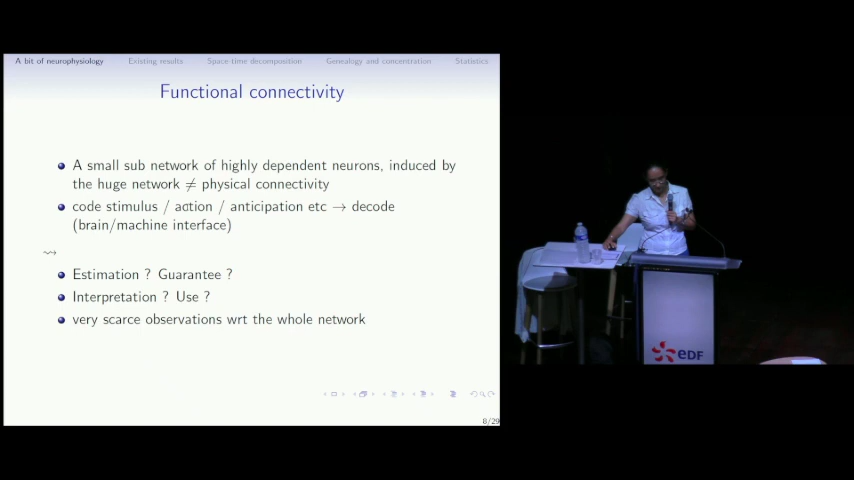 A bit of neurophysiology Existing results Space-time decomposition Genealogy and concentration Statistics
Functional connectivity
A small sub network of highly dependent neurons, induced by
the huge network ≠ physical connectivity
code stimulus / action / anticipation etc → decode
(brain/machine interface)
⇝
Estimation ? Guarantee ?
Interpretation ? Use ?
very scarce observations wrt the whole network
8/29
eDF